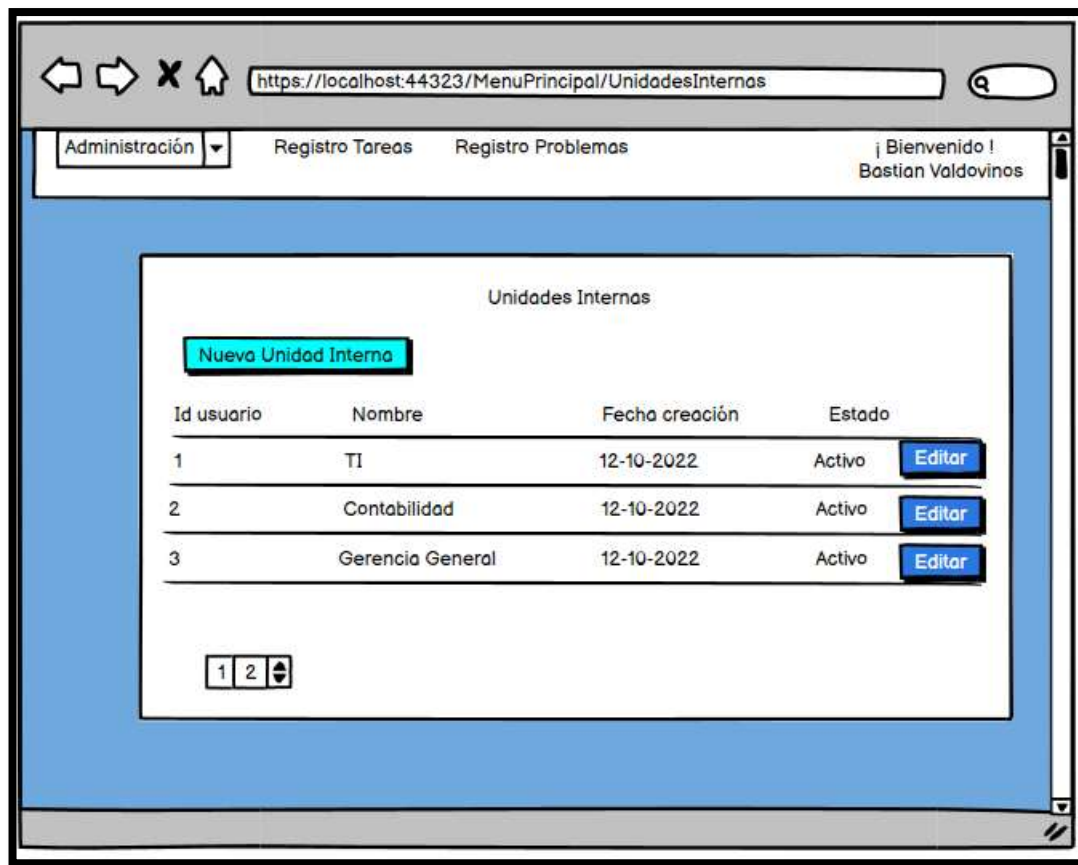 https://localhost:44323/MenuPrincipal/UnidadesInternas
Administración Registro Tareas Registro Problemas ¡ Bienvenido !
Bastian Valdovinos
Unidades Internas
Nueva Unidad Interna
Id usuario Nombre Fecha creación Estado
1 TI 12-10-2022 Activo Editar
2 Contabilidad 12-10-2022 Activo Editar
3 Gerencia General 12-10-2022 Activo Editar
1 2